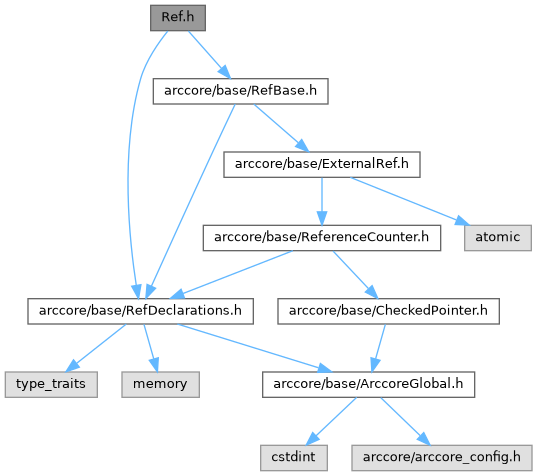 Ref.h
arccore/base/RefBase.h
arccore/base/ExternalRef.h
arccore/base/ReferenceCounter.h
atomic
arccore/base/RefDeclarations.h
arccore/base/CheckedPointer.h
type_traits
memory
arccore/base/ArccoreGlobal.h
cstdint
arccore/arccore_config.h